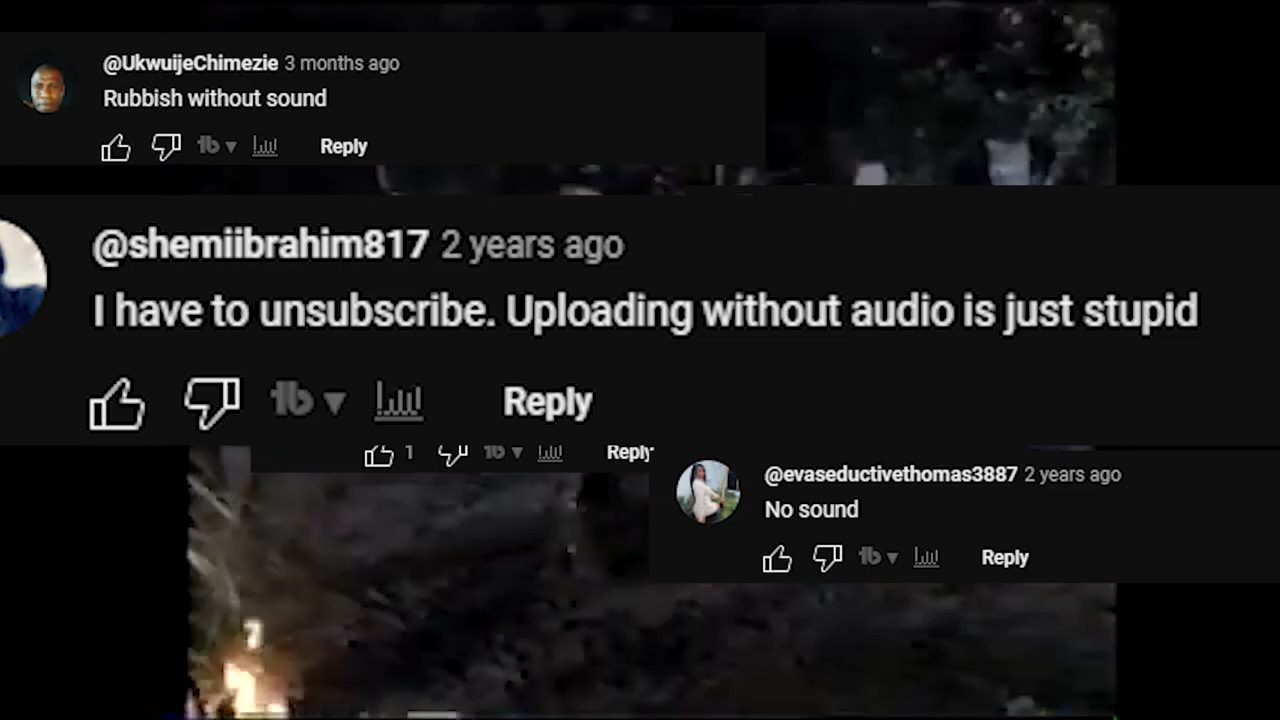 @UkwuijeChimezie 3 months ago
Rubbish without sound
Reply
@shemiibrahim817 2 years ago
I have to unsubscribe. Uploading without audio is just stupid
Reply
1 Reply
@evaseductivethomas3887 2 years ago
No sound
Reply